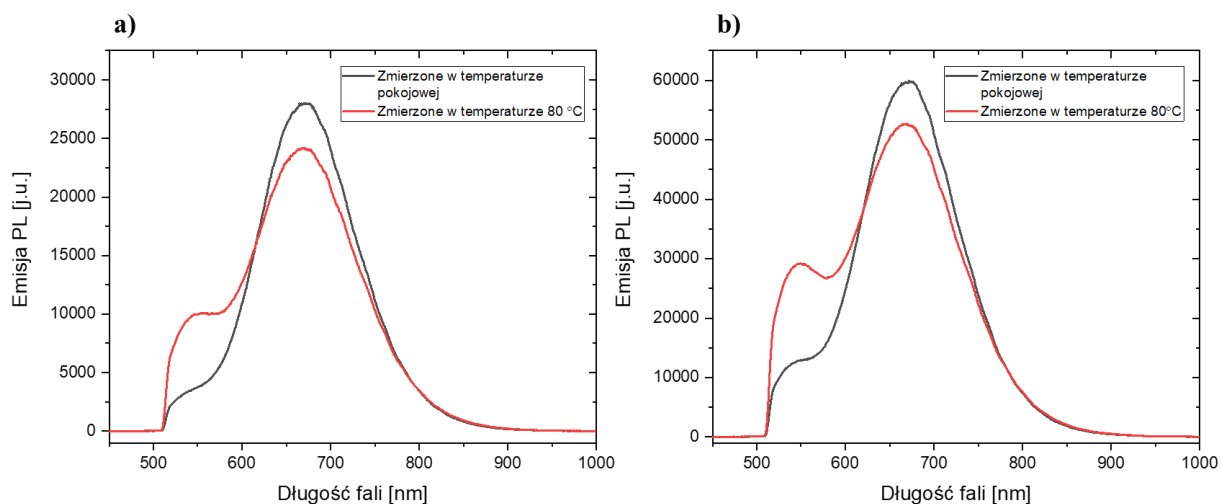 a)
30000
25000
20000
15000
10000
5000
0
Emisja PL [j.u.]
Zmierzone w temperaturze
pokojowej
Zmierzone w temperaturze 80 °C
500
600
700
800
900
1000
Długość fali [nm]
b)
60000
50000
40000
30000
20000
10000
0
Emisja PL [j.u.]
Zmierzone w temperaturze
pokojowej
Zmierzone w temperaturze 80°C
500
600
700
800
900
1000
Długość fali [nm]